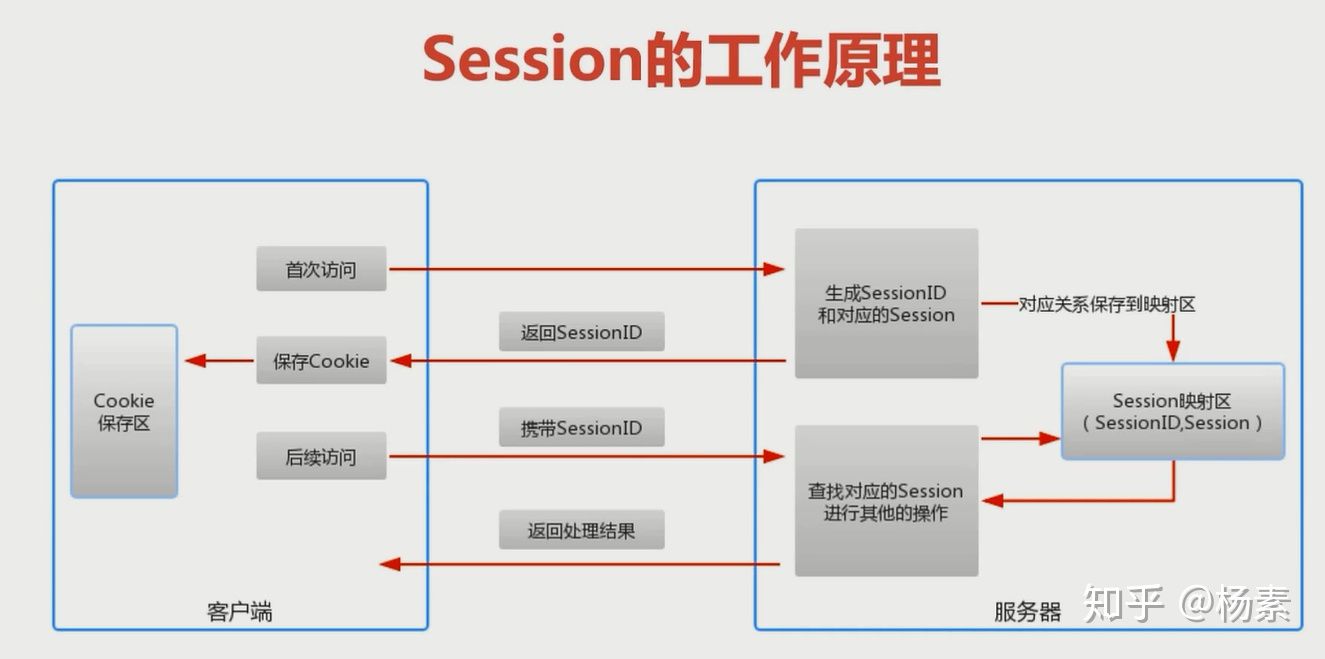 Session的工作原理
首次访问
生成SessionID
和对应的Session
对应关系保存到映射区
返回SessionID
保存Cookie
Cookie
保存区
Session映射区
（SessionID,Session）
携带SessionID
后续访问
查找对应的Session
进行其他的操作
返回处理结果
客户端
服务器
知乎 @杨素